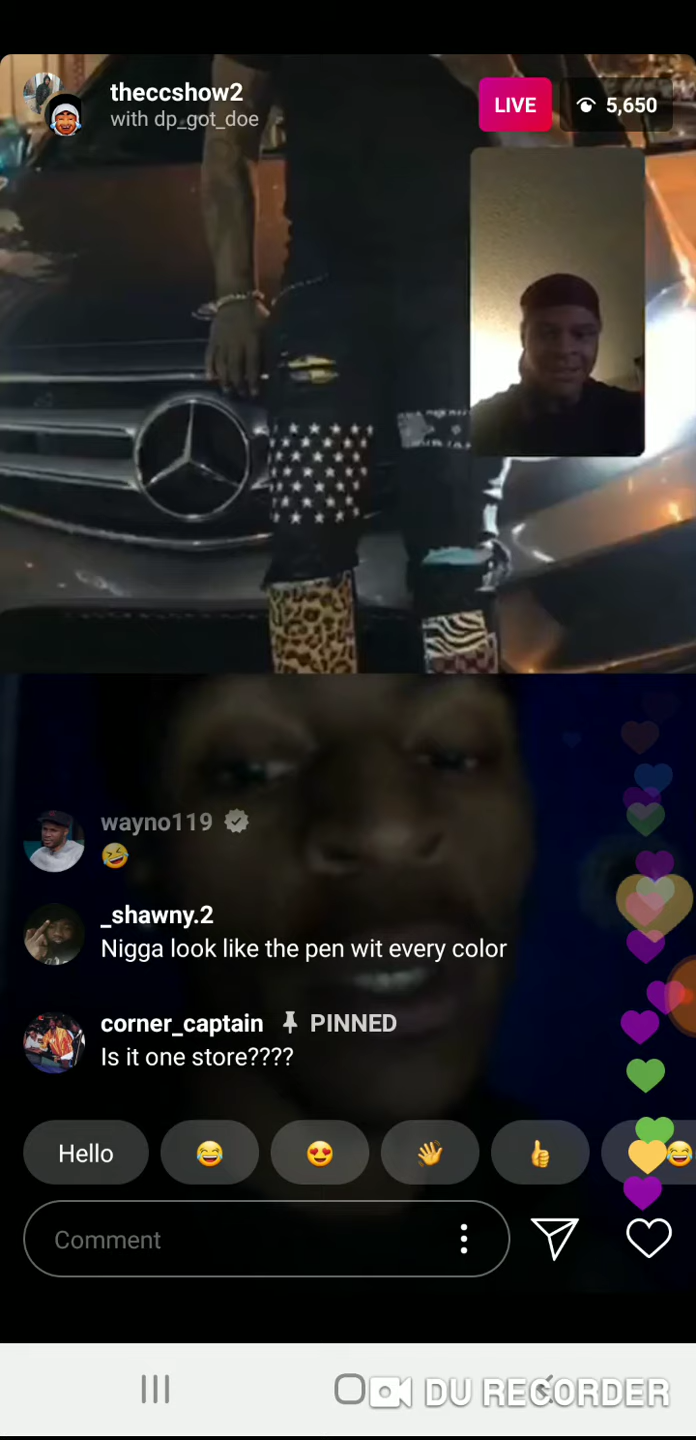 theccshow2
with dp_got_doe
LIVE
5,650
wayno119
_shawny.2
Nigga look like the pen wit every color
corner_captain PINNED
Is it one store????
Hello
Comment
DU RECORDER